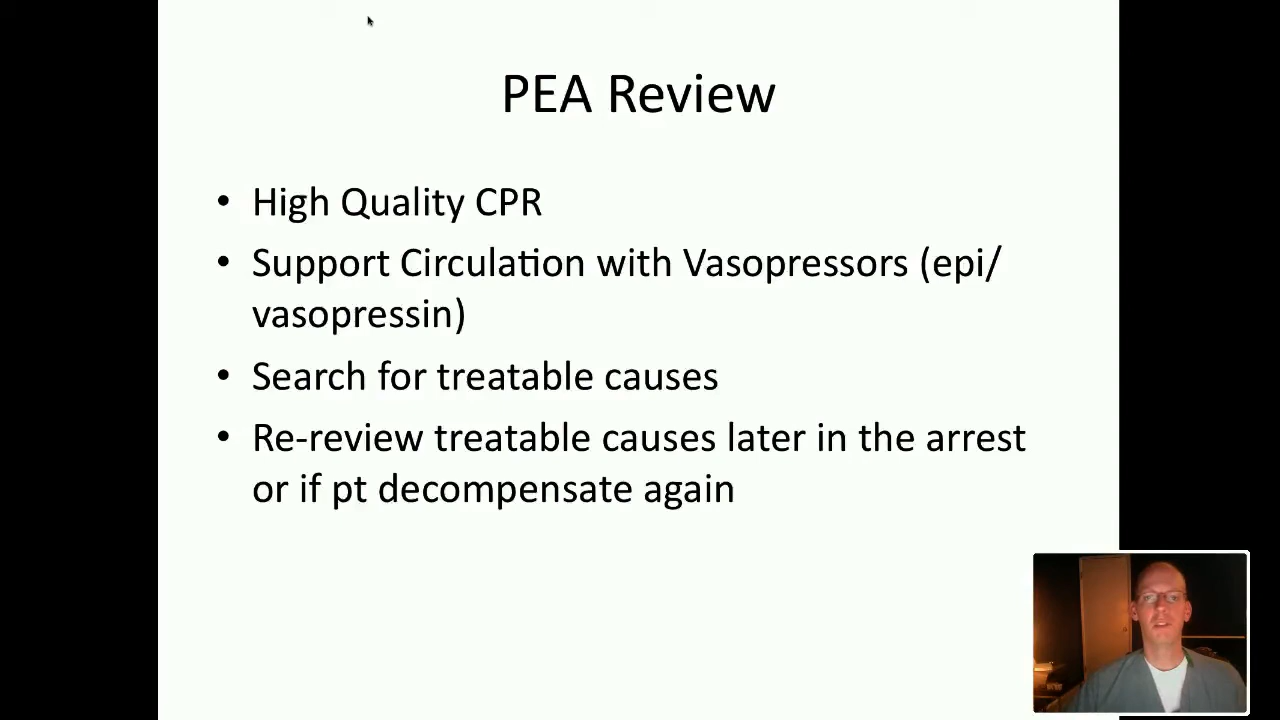 PEA Review
• High Quality CPR
• Support Circulation with Vasopressors (epi/
vasopressin)
• Search for treatable causes
• Re-review treatable causes later in the arrest
or if pt decompensate again